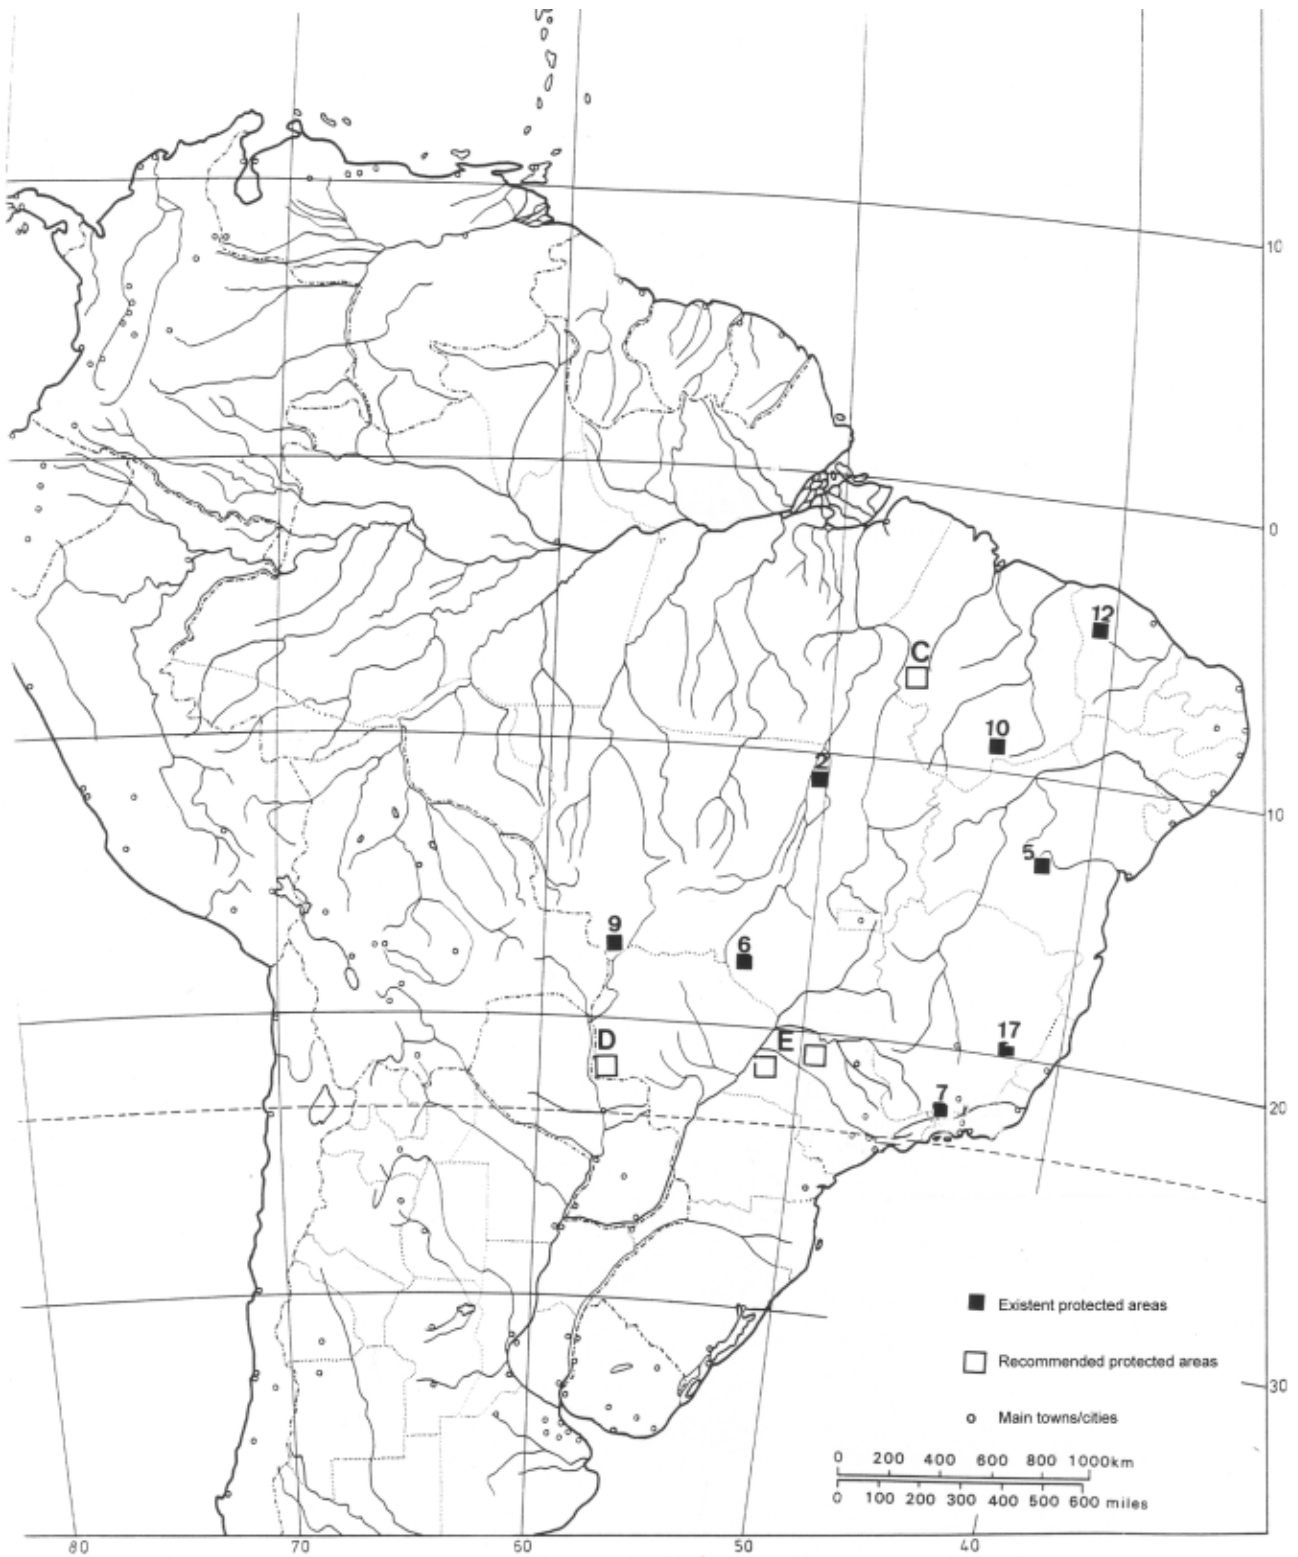 10
0
12
C
10
2
10
5
9
6
17
D
E
7
20
Existent protected areas
Recommended protected areas
30
Main towns/cities
0 200 400 600 800 1000km
0 100 200 300 400 500 600 miles
80 70 60 50 40